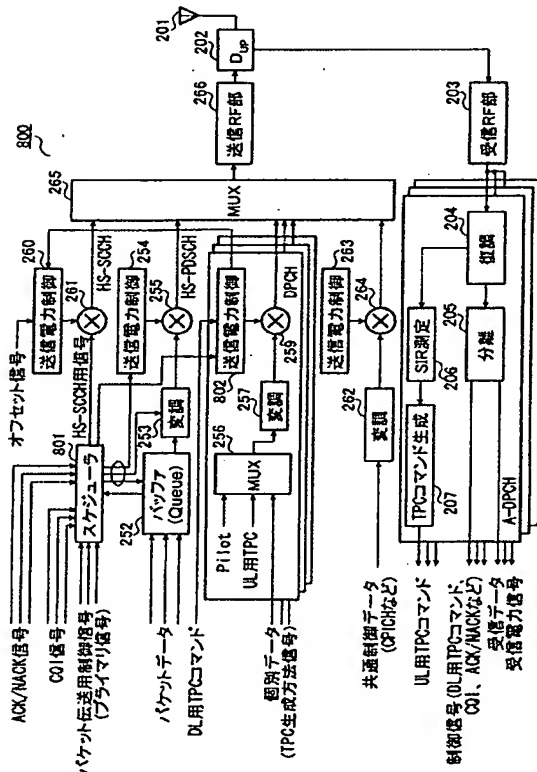 800
オフセット信号
ACK/NACK信号
CQI信号
パケット伝送用制御信号
(プライマリ信号)
パケットデータ
DL用TPCコマンド
個別データ
(TPC生成方法信号)
共通制御データ
(CPICHなど)
UL用TPCコマンド
制御信号(DL用TPCコマンド、
CQI、ACK/NACKなど)
受信データ
受信電力信号
801
スケジューラ
HS-SCCH用信号
252
バッファ
(Queue)
253
変調
260
送信電力制御
261
HS-SCCH
254
送信電力制御
255
HS-PDSCH
Pilot
UL用TPC
256
MUX
257
変調
802
送信電力制御
259
DPCH
262
変調
263
送信電力制御
264
265
MUX
266
送信RF部
201
202
DUP
203
受信RF部
204
復調
205
分離
206
SIR測定
207
TPCコマンド生成
A-DPCH